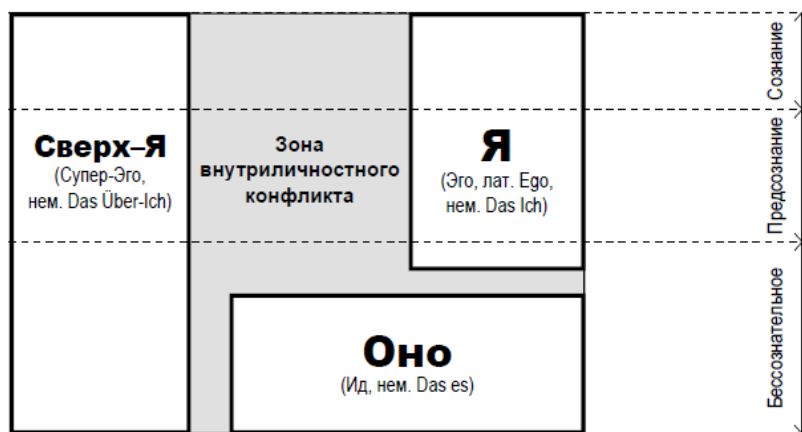 Сверх–Я
(Супер-Эго,
нем. Das Über-Ich)
Зона
внутриличностного
конфликта
Я
(Эго, лат. Ego,
нем. Das Ich)
Оно
(Ид, нем. Das es)
Сознание
Предсознание
Бессознательное